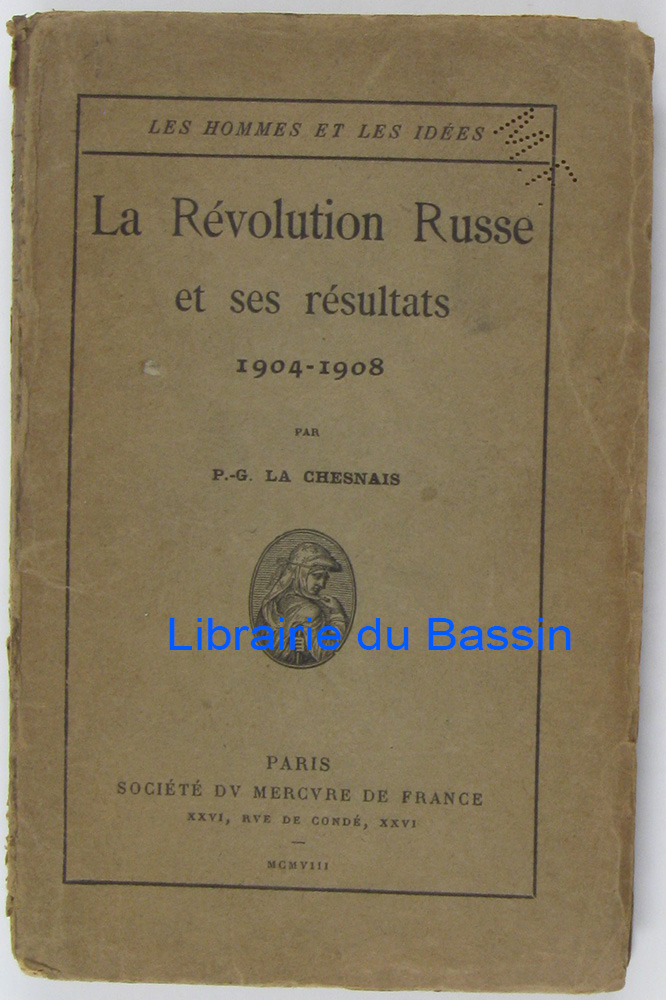 LES HOMMES ET LES IDÉES
La Révolution Russe
et ses résultats
1904-1908
PAR
P.-G. LA CHESNAIS
Librairie du Bassin
PARIS
SOCIÉTÉ DV MERCVRE DE FRANCE
XXVI, RVE DE CONDÉ, XXVI
—
MCMVIII